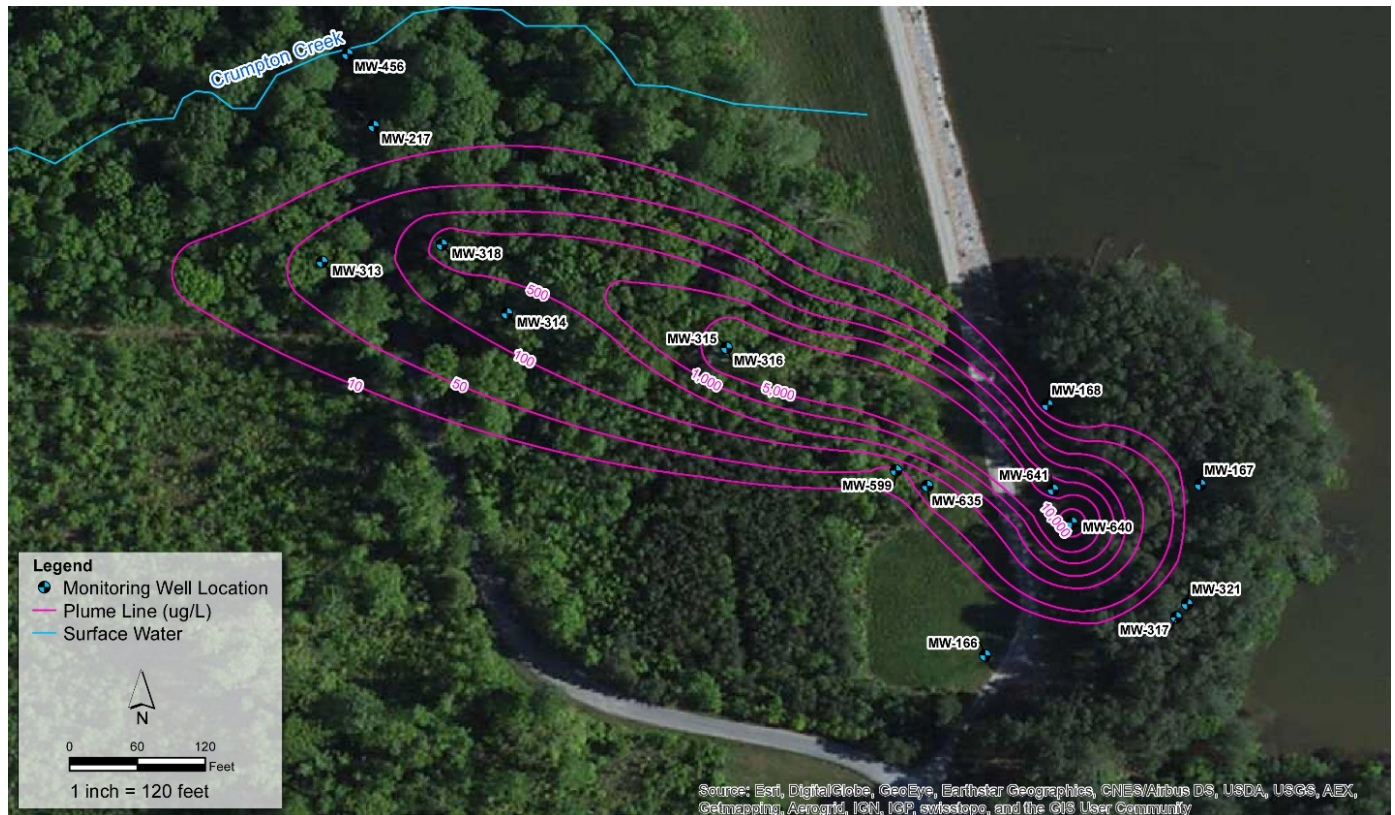 Crumpton Creek
MW-456
MW-217
MW-318
MW-313
500
MW-314
MW-315
MW-316
100
10
50
1,000
5,000
MW-168
MW-641
MW-167
MW-599
MW-635
10,000
MW-640
MW-321
MW-317
MW-166
Legend
Monitoring Well Location
Plume Line (ug/L)
Surface Water
N
0 60 120
Feet
1 inch = 120 feet
Source: Esri, DigitalGlobe, GeoEye, Earthstar Geographics, CNES/Airbus DS, USDA, USGS, AEX,
Getmapping, Aerogrid, IGN, IGP, swisstopo, and the GIS User Community